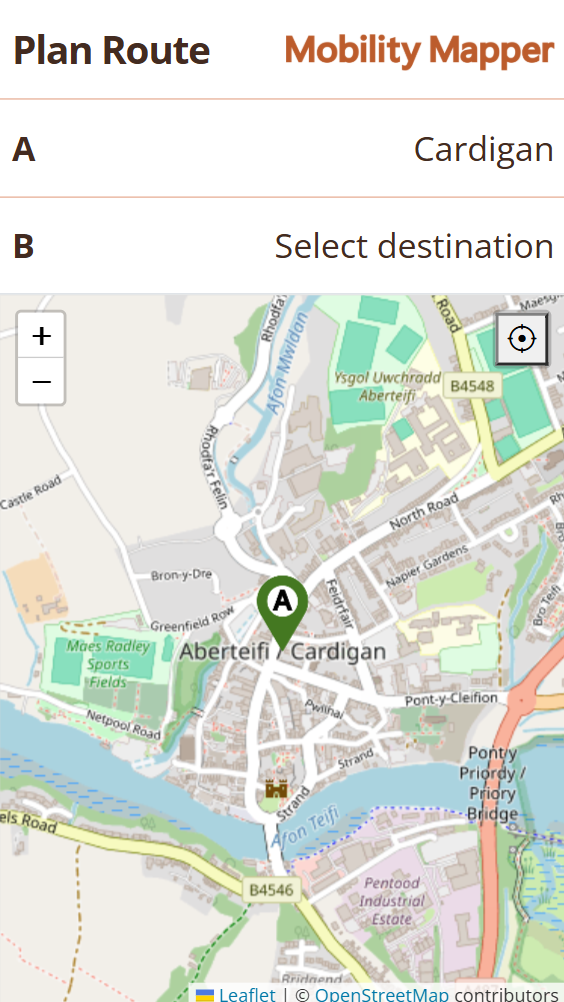 Plan Route
Mobility Mapper
A
Cardigan
B
Select destination
+
−
Rhodfa'
Afon Mwldan
Road
Maesg
Ysgol Uwchradd
Aberteifi
B4548
Rhodfa'r Felin
Castle Road
North Road
Rh
Napier Gardens
Bron-y-Dre
A
Feidrfair
Bro Teifi
Greenfield Row
Maes Radley
Sports
Fields
Aberteifi / Cardigan
Pont-y-Cleifion
Pwllhai
Netpool Road
Strand
Pont y
Priordy /
Priory
Bridge
Strand
Afon Teifi
els Road
B4546
Pentood
Industrial
Estate
Bridgend
Leaflet | © OpenStreetMap contributors